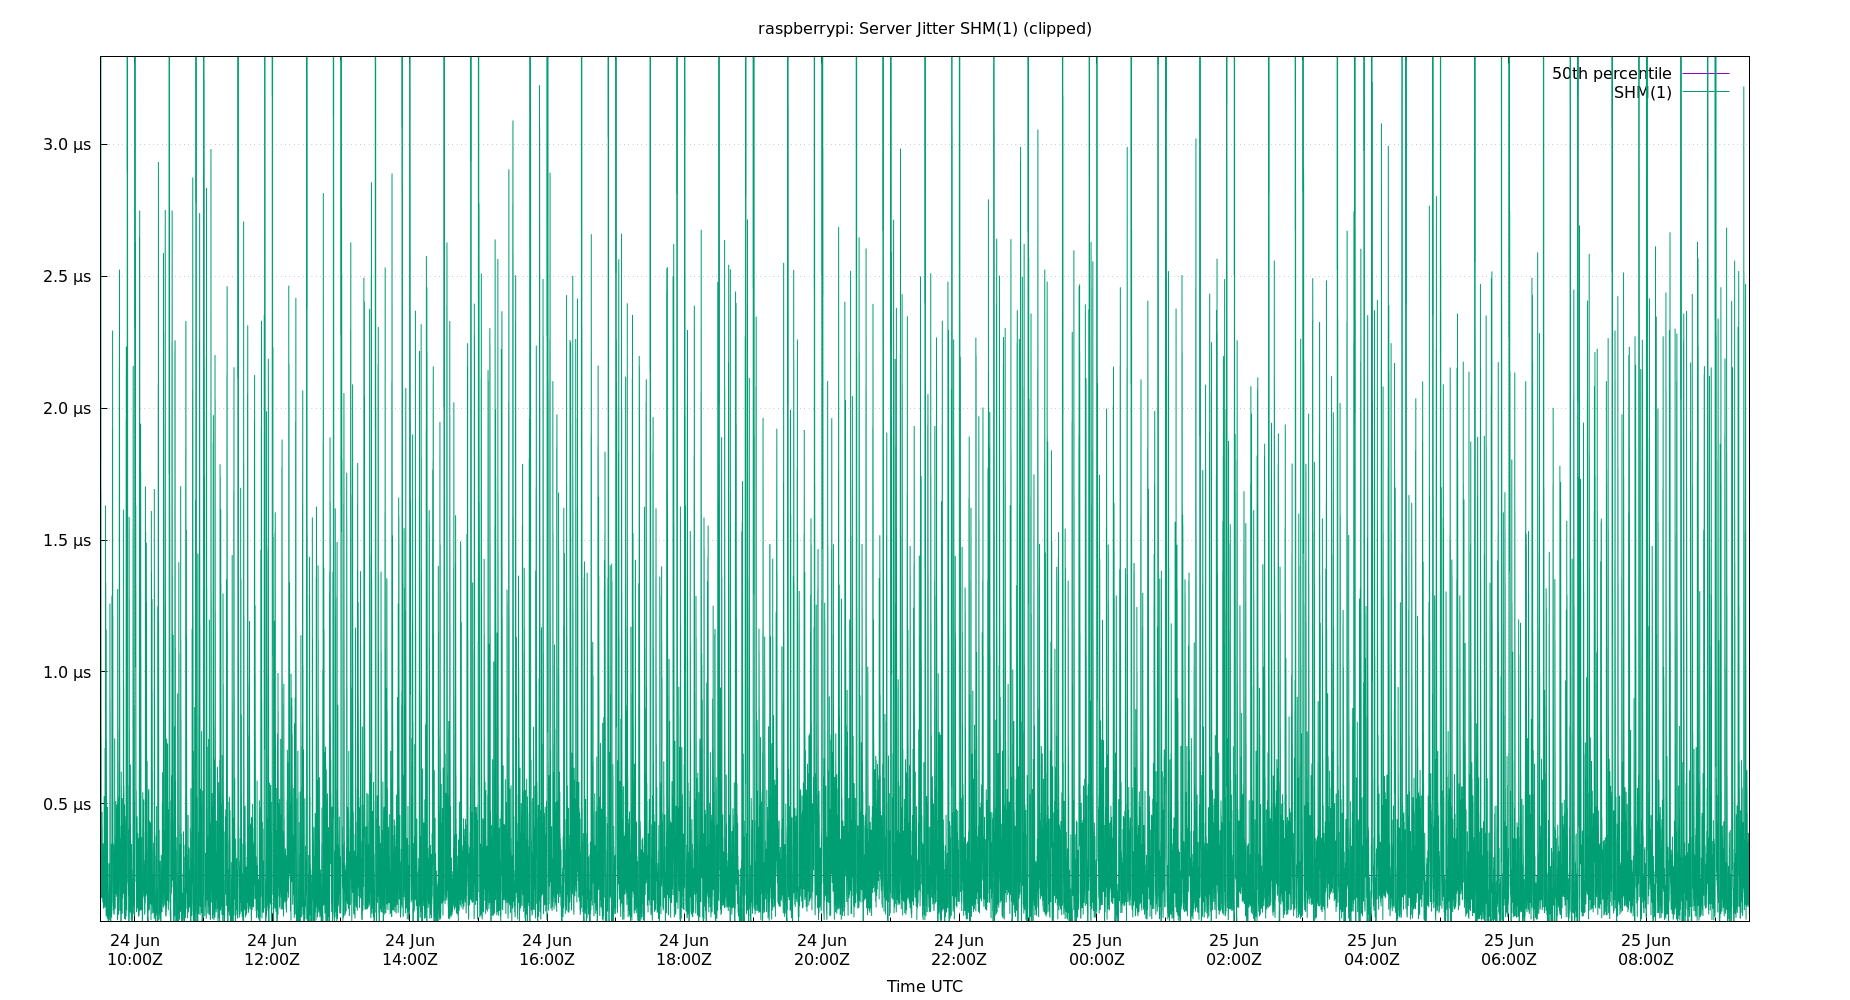 raspberrypi: Server Jitter SHM(1) (clipped)
50th percentile
SHM(1)
3.0 µs
2.5 µs
2.0 µs
1.5 µs
1.0 µs
0.5 µs
24 Jun 24 Jun 24 Jun 24 Jun 24 Jun 24 Jun 24 Jun 25 Jun 25 Jun 25 Jun 25 Jun 25 Jun
10:00Z 12:00Z 14:00Z 16:00Z 18:00Z 20:00Z 22:00Z 00:00Z 02:00Z 04:00Z 06:00Z 08:00Z
Time UTC